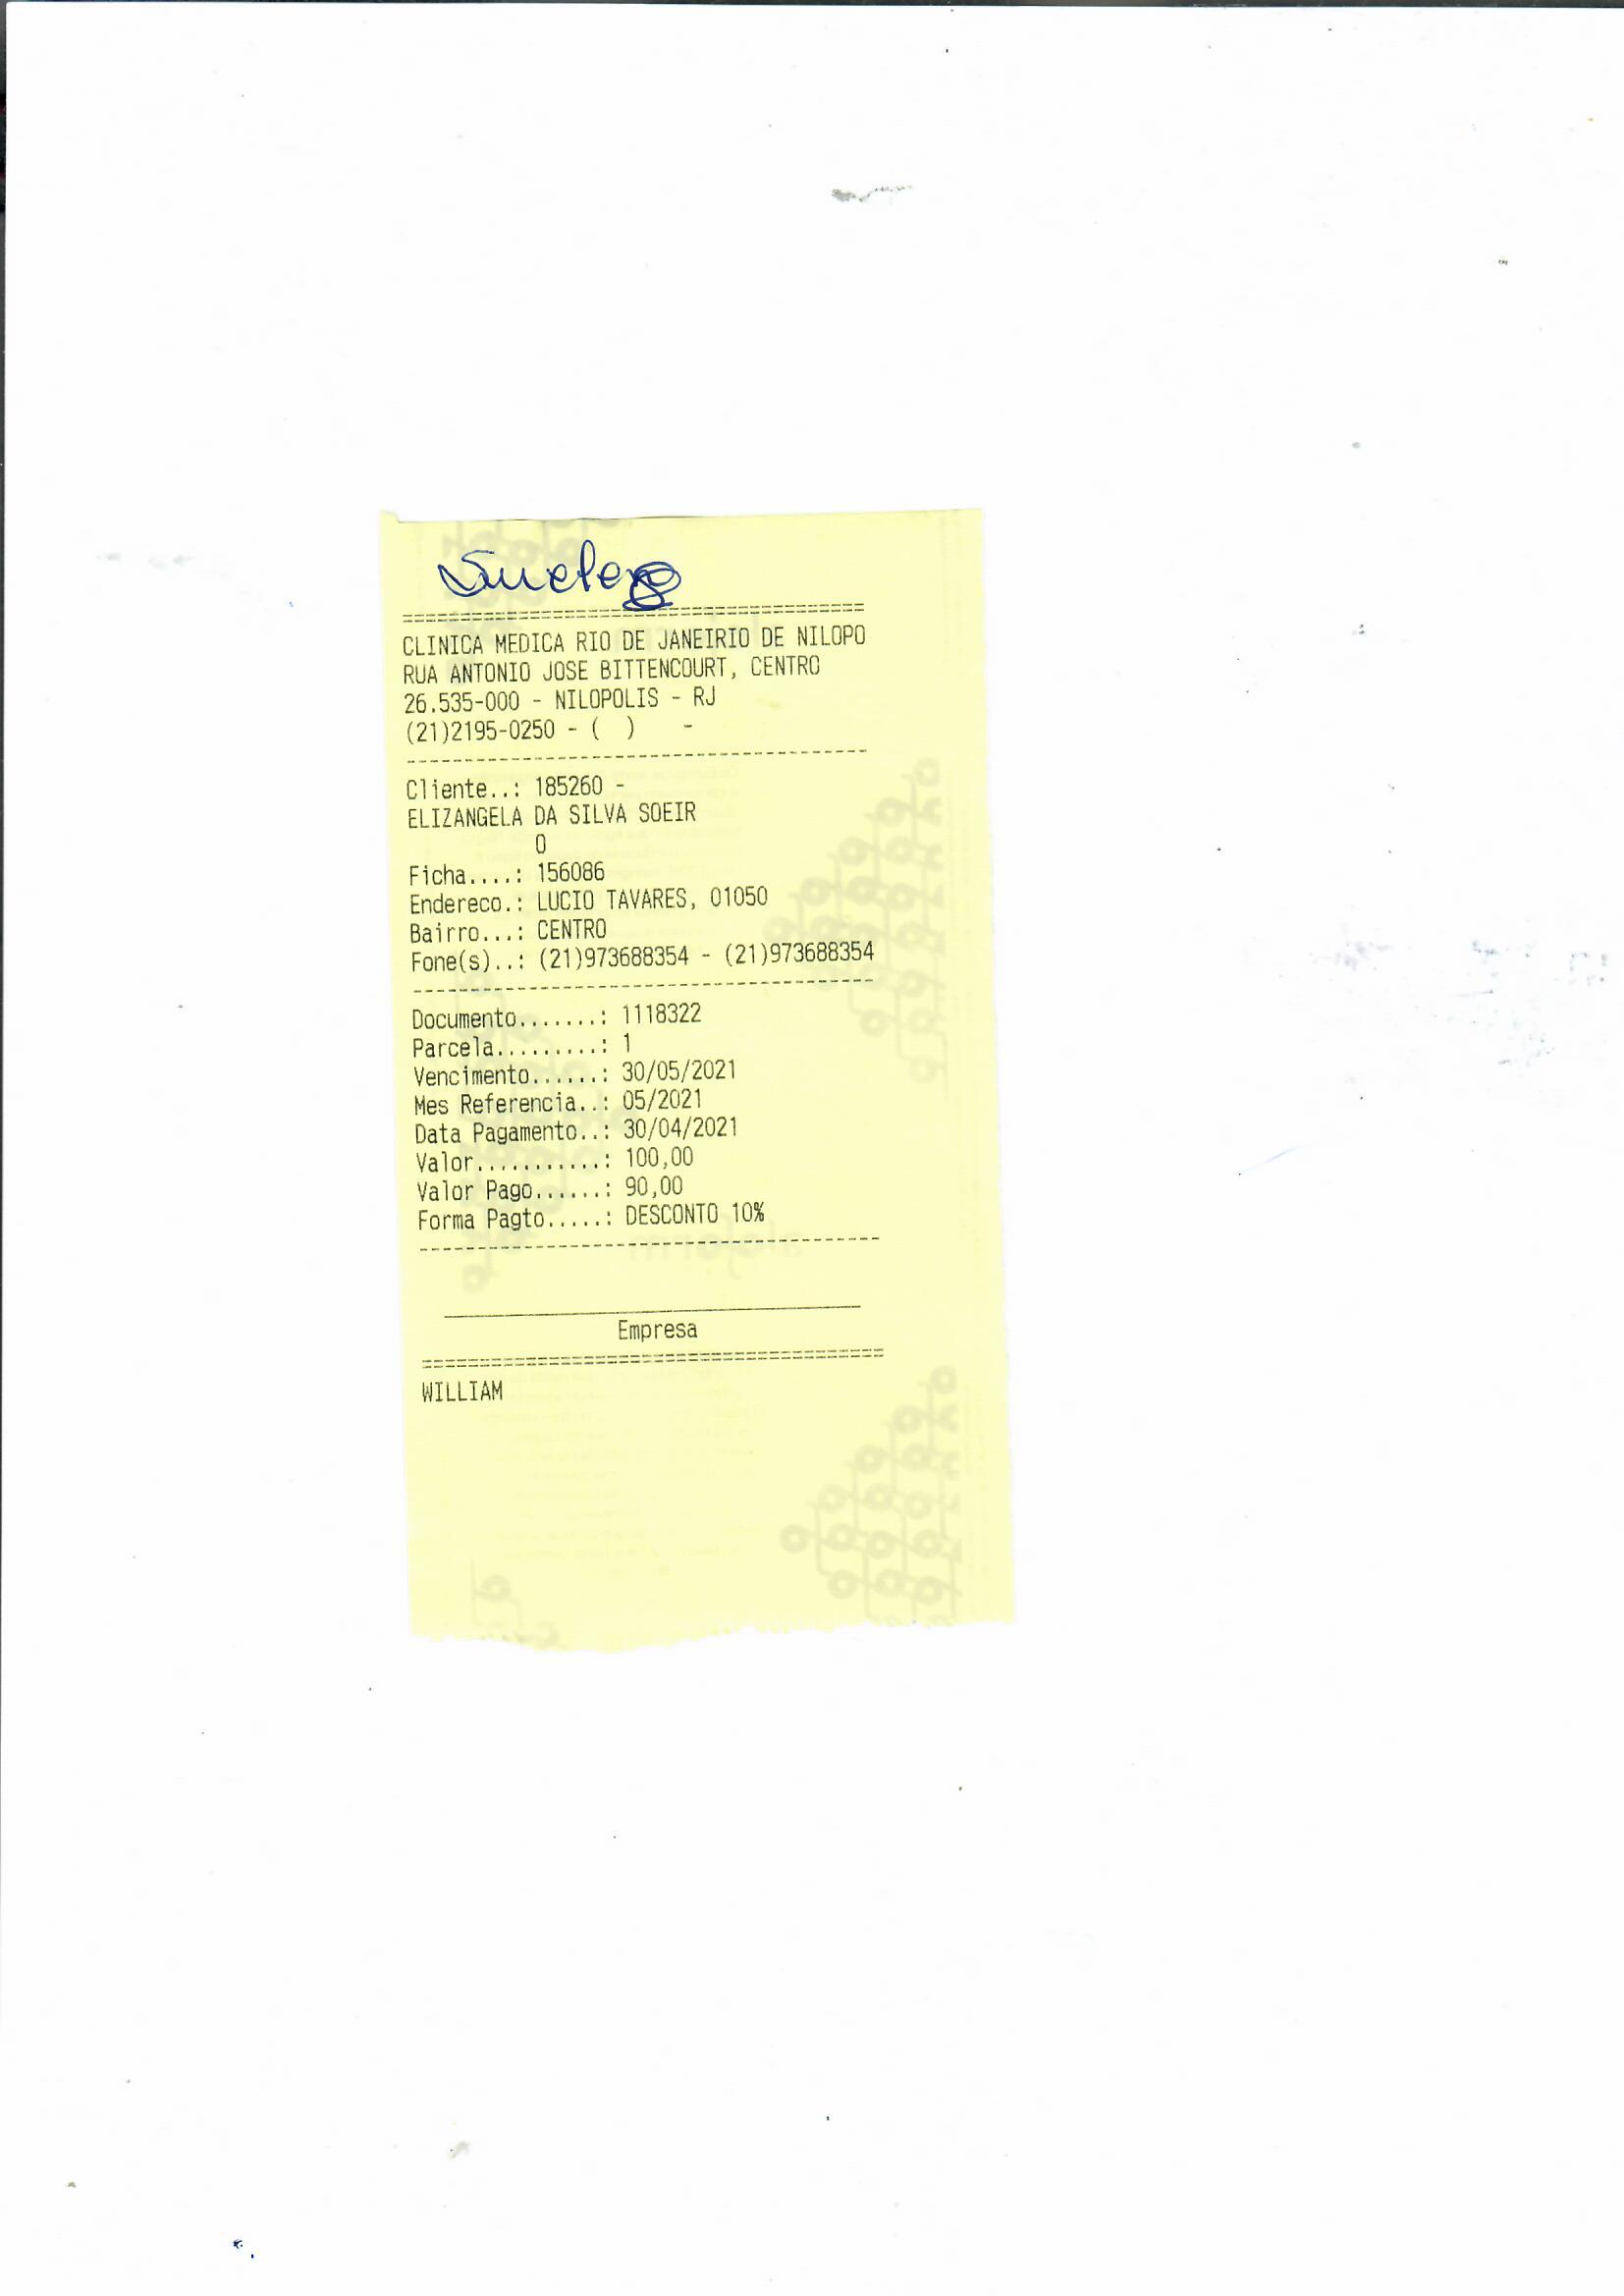 ======================================
CLINICA MEDICA RIO DE JANEIRIO DE NILOPO
RUA ANTONIO JOSE BITTENCOURT, CENTRO
26.535-000 - NILOPOLIS - RJ
(21)2195-0250 - (  )    -
----------------------------------------
Cliente..: 185260 -
ELIZANGELA DA SILVA SOEIR
O
Ficha....: 156086
Endereco.: LUCIO TAVARES, 01050
Bairro...: CENTRO
Fone(s)..: (21)973688354 - (21)973688354
----------------------------------------
Documento.......: 1118322
Parcela.........: 1
Vencimento......: 30/05/2021
Mes Referencia..: 05/2021
Data Pagamento..: 30/04/2021
Valor...........: 100,00
Valor Pago......: 90,00
Forma Pagto.....: DESCONTO 10%
----------------------------------------
Empresa
========================================
WILLIAM